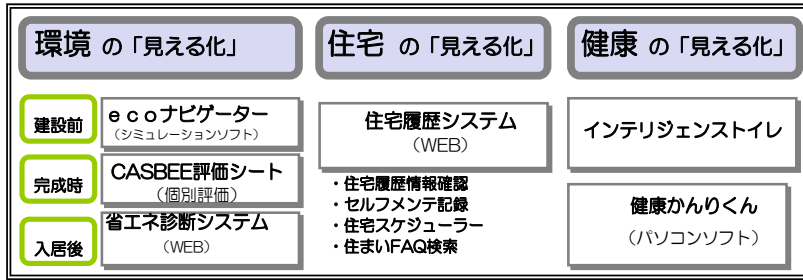 環境 の「見える化」
建設前
ecoナビゲーター
（シミュレーションソフト）
完成時
CASBEE評価シート
（個別評価）
入居後
省エネ診断システム
（WEB）
住宅 の「見える化」
住宅履歴システム
（WEB）
・住宅履歴情報確認
・セルフメンテ記録
・住宅スケジューラー
・住まいFAQ検索
健康 の「見える化」
インテリジェンストイレ
健康かんりくん
（パソコンソフト）